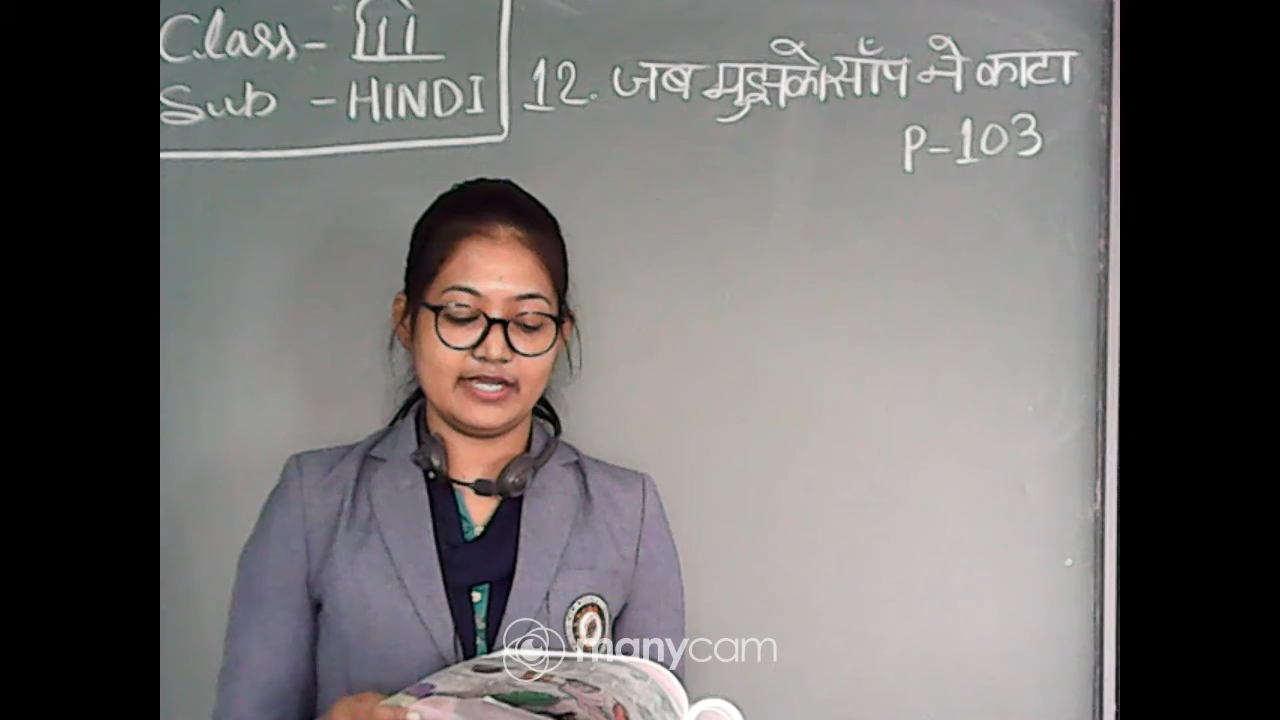 Class - III
Sub - HINDI
12. जब मुझको साँप ने काटा
P-103
manycam